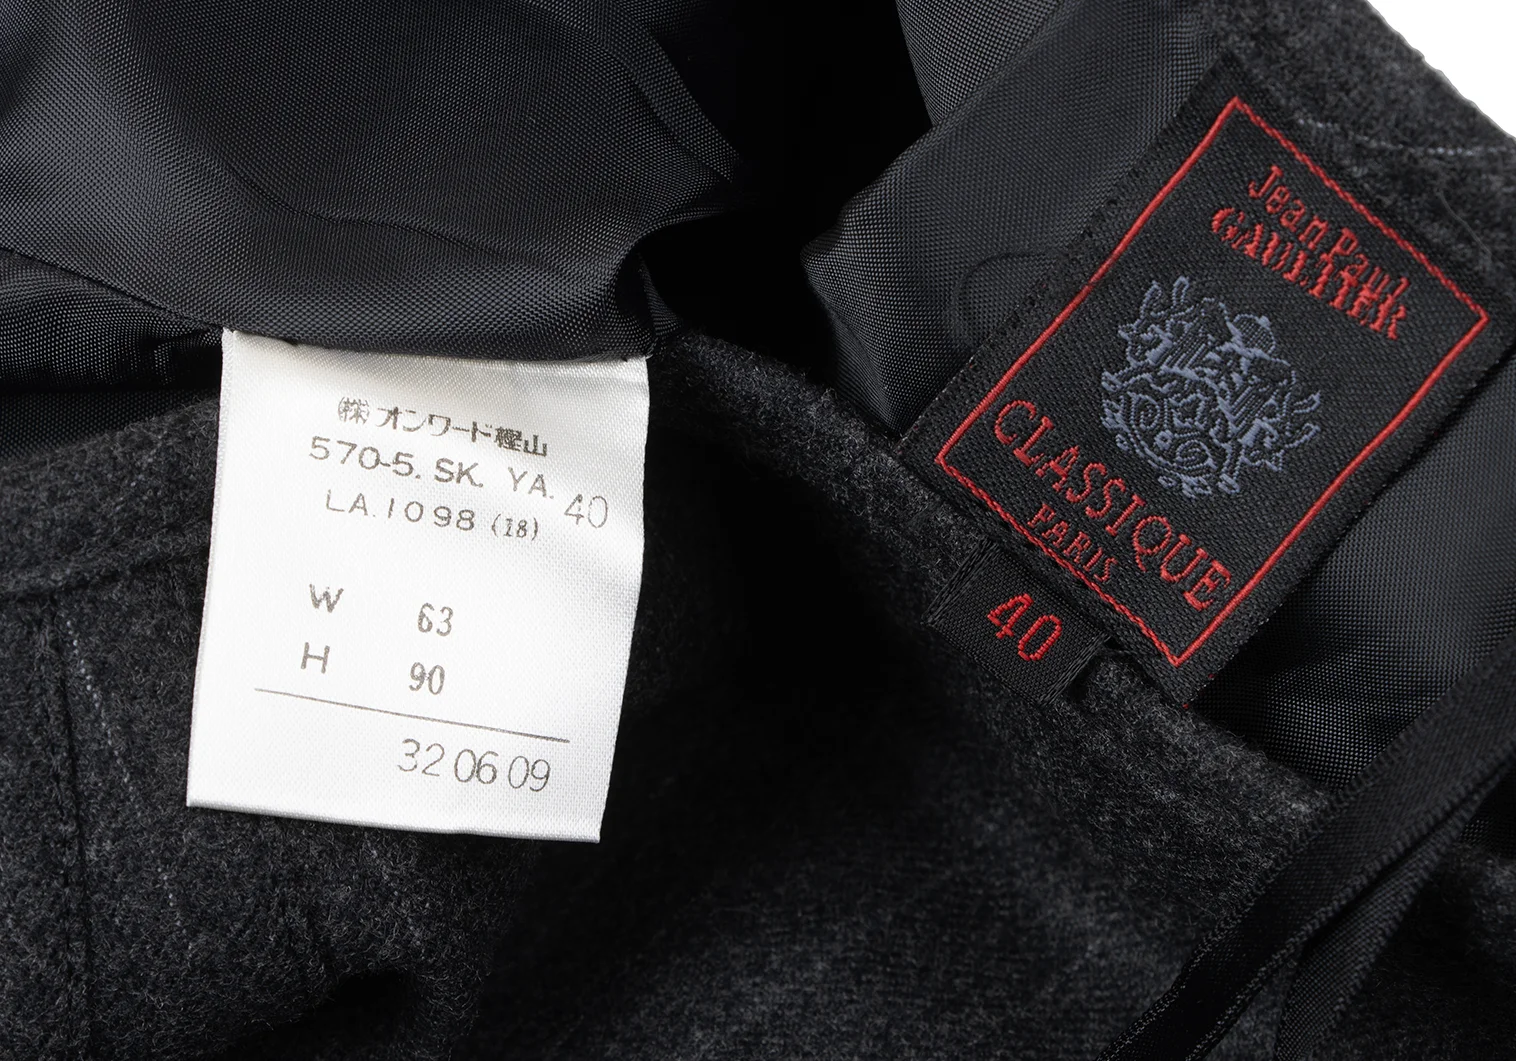 ㈱オンワード樫山
570-5. SK. YA. 40
LA. 1098 (18)
W 63
H 90
32 06 09
Jean Paul
GAULTIER
CLASSIQUE
PARIS
40